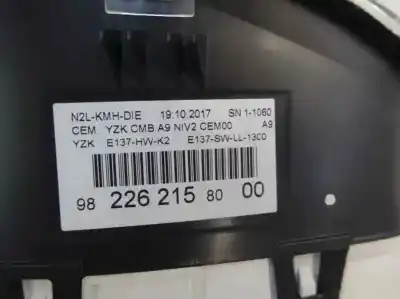 N2L-KMH-DIE 19.10.2017 SN 1-1060
CEM YZK CMB A9 NIV2 CEM00 A9
YZK E137-HW-K2 E137-SW-LL-1300
98 226 215 80 00